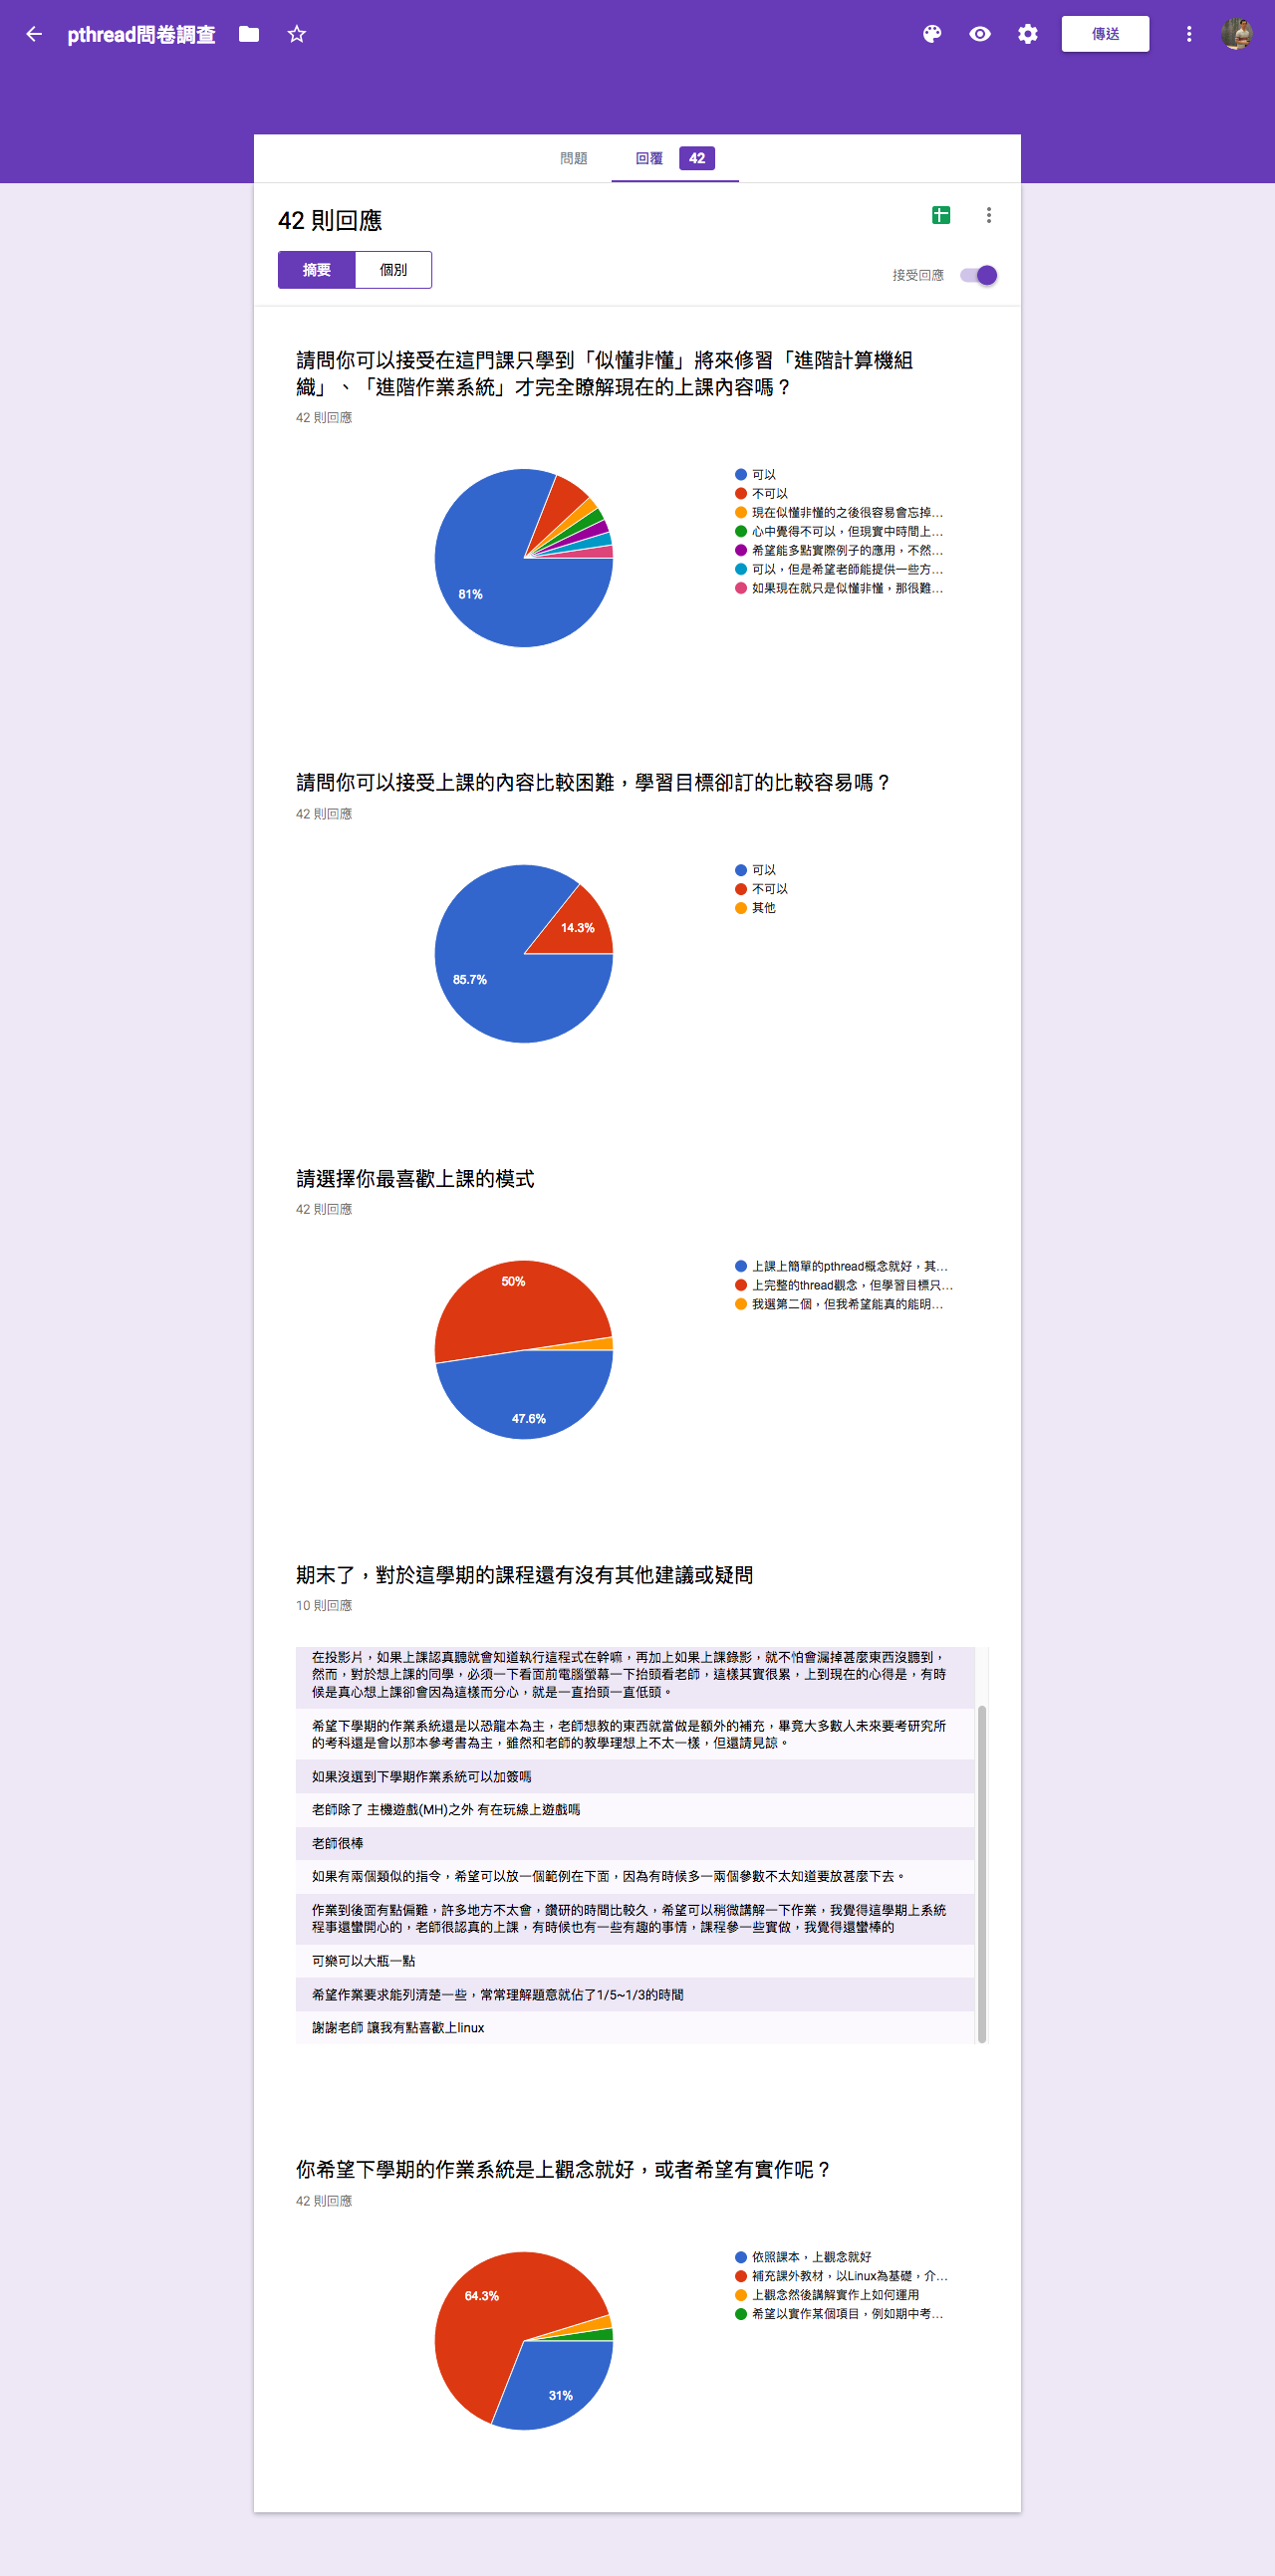 pthread問卷調查
傳送
問題
回覆 42
42 則回應
摘要
個別
接受回應
請問你可以接受在這門課只學到「似懂非懂」將來修習「進階計算機組
織」、「進階作業系統」才完全瞭解現在的上課內容嗎？
42 則回應
81%
可以
不可以
現在似懂非懂的之後很容易會忘掉...
心中覺得不可以，但現實中時間上...
希望能多點實際例子的應用，不然...
可以，但是希望老師能提供一些方...
如果現在就只是似懂非懂，那很難...
請問你可以接受上課的內容比較困難，學習目標卻訂的比較容易嗎？
42 則回應
14.3%
85.7%
可以
不可以
其他
請選擇你最喜歡上課的模式
42 則回應
50%
47.6%
上課上簡單的pthread概念就好，其...
上完整的thread觀念，但學習目標只...
我選第二個，但我希望能真的能明...
期末了，對於這學期的課程還有沒有其他建議或疑問
10 則回應
在投影片，如果上課認真聽就會知道執行這程式在幹嘛，再加上如果上課錄影，就不怕會漏掉甚麼東西沒聽到，
然而，對於想上課的同學，必須一下看面前電腦螢幕一下抬頭看老師，這樣其實很累，上到現在的心得是，有時
候是真心想上課卻會因為這樣而分心，就是一直抬頭一直低頭。
希望下學期的作業系統還是以恐龍本為主，老師想教的東西就當做是額外的補充，畢竟大多數人未來要考研究所
的考科還是會以那本參考書為主，雖然和老師的教學理想上不太一樣，但還請見諒。
如果沒選到下學期作業系統可以加簽嗎
老師除了 主機遊戲(MH)之外 有在玩線上遊戲嗎
老師很棒
如果有兩個類似的指令，希望可以放一個範例在下面，因為有時候多一兩個參數不太知道要放甚麼下去。
作業到後面有點偏難，許多地方不太會，鑽研的時間比較久，希望可以稍微講解一下作業，我覺得這學期上系統
程事還蠻開心的，老師很認真的上課，有時候也有一些有趣的事情，課程參一些實做，我覺得還蠻棒的
可樂可以大瓶一點
希望作業要求能列清楚一些，常常理解題意就佔了1/5~1/3的時間
謝謝老師 讓我有點喜歡上linux
你希望下學期的作業系統是上觀念就好，或者希望有實作呢？
42 則回應
64.3%
31%
依照課本，上觀念就好
補充課外教材，以Linux為基礎，介...
上觀念然後講解實作上如何運用
希望以實作某個項目，例如期中考...